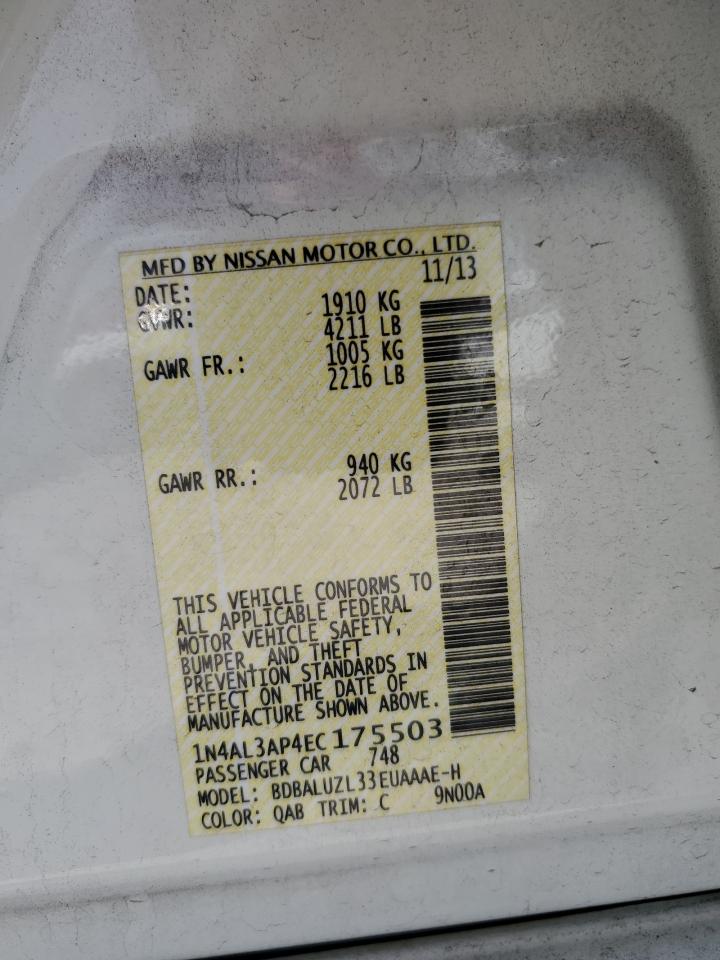 MFD BY NISSAN MOTOR CO., LTD.
DATE: 11/13
GVWR: 1910 KG
4211 LB
GAWR FR.: 1005 KG
2216 LB
GAWR RR.: 940 KG
2072 LB
THIS VEHICLE CONFORMS TO
ALL APPLICABLE FEDERAL
MOTOR VEHICLE SAFETY,
BUMPER, AND THEFT
PREVENTION STANDARDS IN
EFFECT ON THE DATE OF
MANUFACTURE SHOWN ABOVE.
1N4AL3AP4EC175503
PASSENGER CAR 748
MODEL: BDBALUZL33EUAAAE-H
COLOR: QAB TRIM: C 9N00A